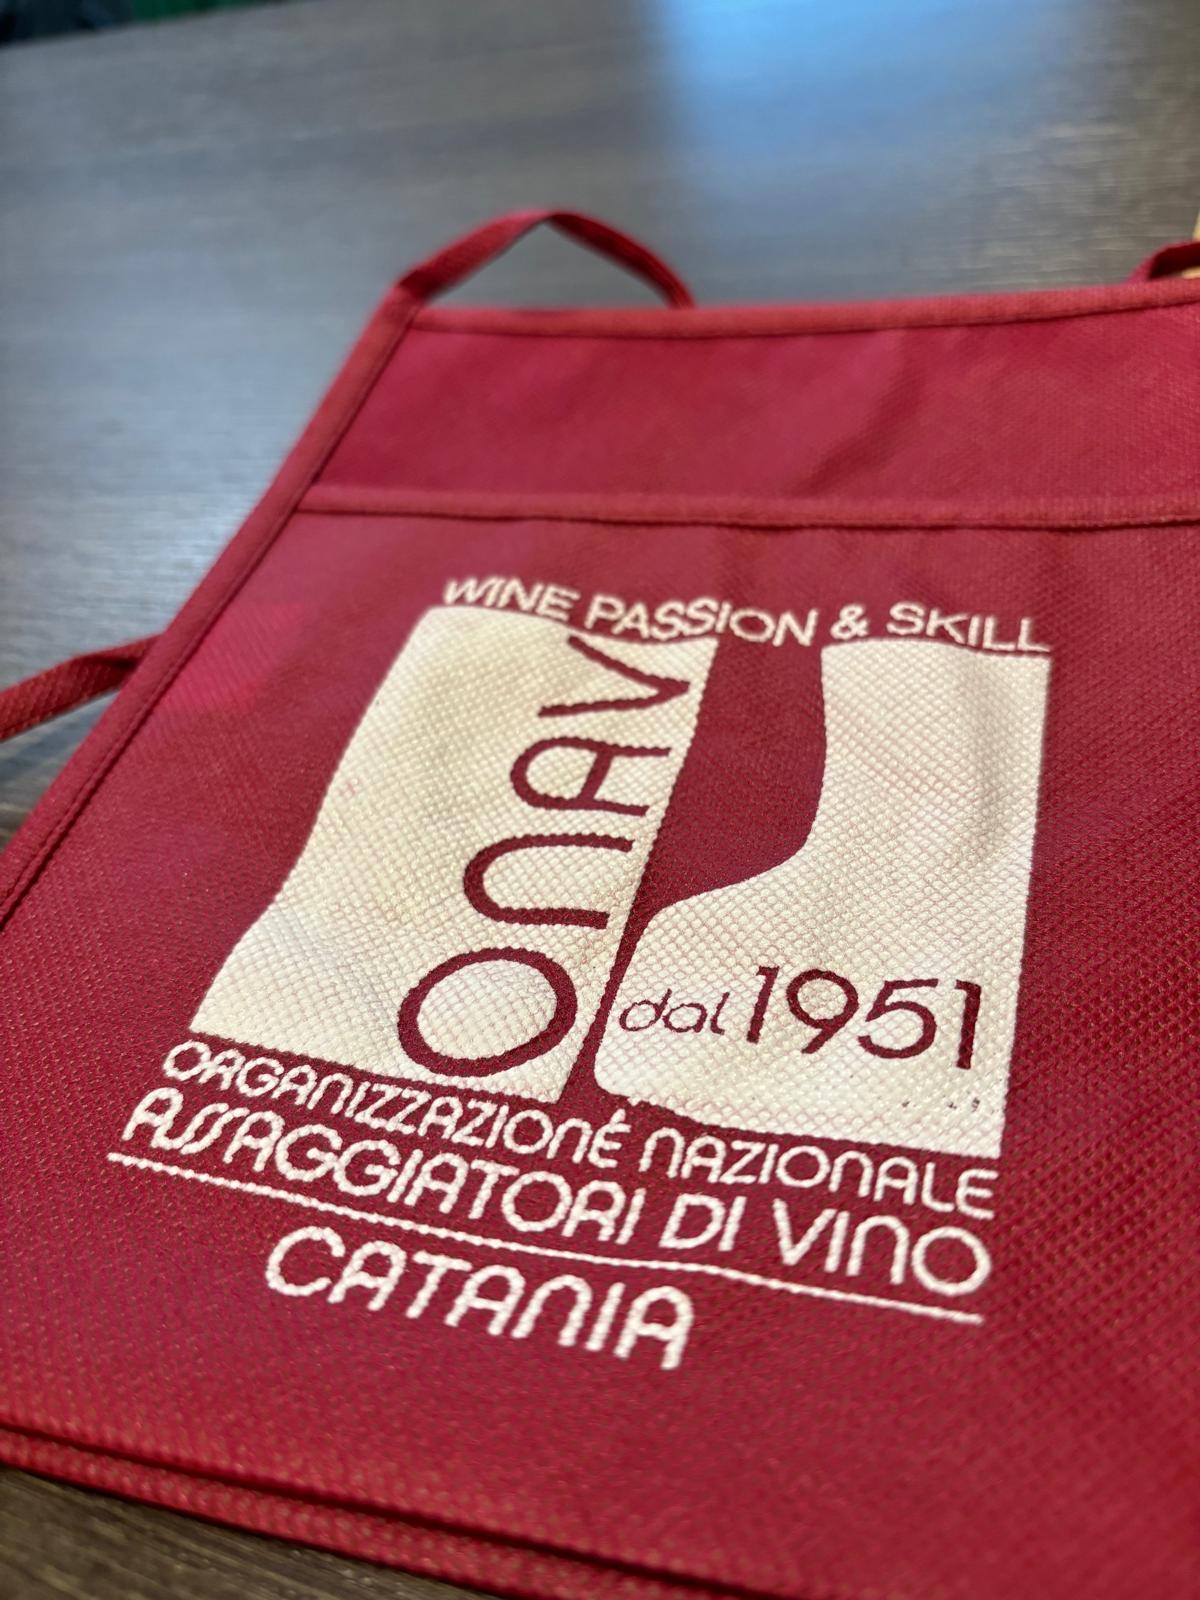 WINE PASSION & SKILL
ONAV
dal 1951
ORGANIZZAZIONE NAZIONALE
ASSAGGIATORI DI VINO
CATANIA